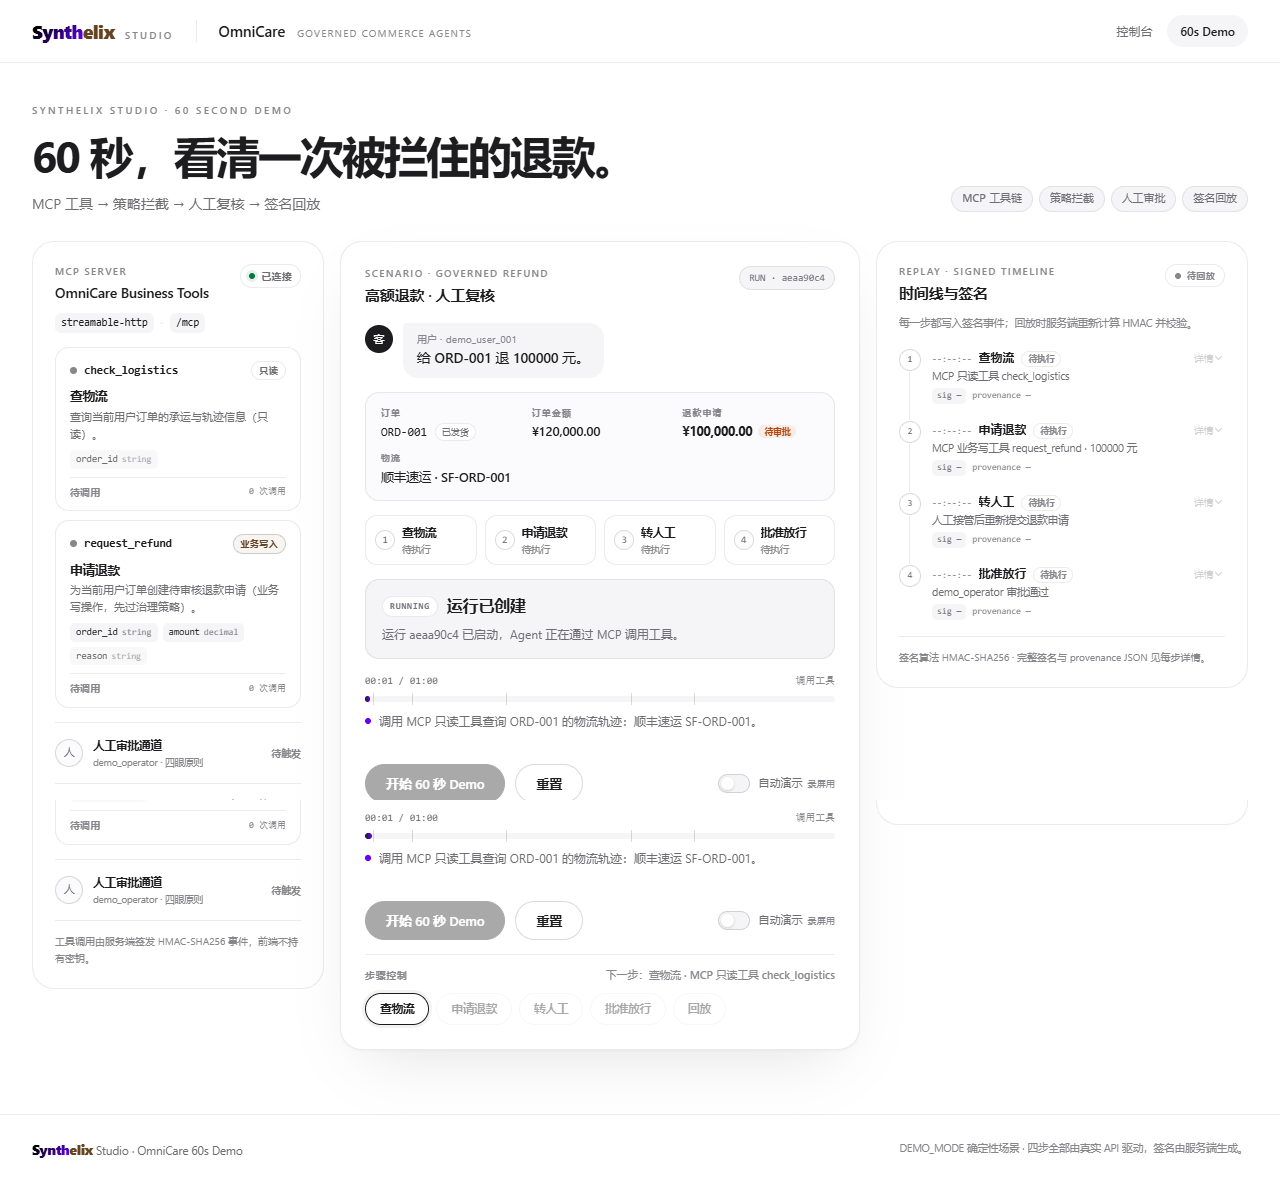 Synthelix STUDIO
OmniCare GOVERNED COMMERCE AGENTS
控制台
60s Demo
SYNTHELIX STUDIO · 60 SECOND DEMO
60 秒，看清一次被拦住的退款。
MCP 工具 → 策略拦截 → 人工复核 → 签名回放
MCP 工具链
策略拦截
人工审批
签名回放
MCP SERVER
已连接
OmniCare Business Tools
streamable-http · /mcp
check_logistics
只读
查物流
查询当前用户订单的承运与轨迹信息（只
读）。
order_id string
待调用
0 次调用
request_refund
业务写入
申请退款
为当前用户订单创建待审核退款申请（业务
写操作，先过治理策略）。
order_id string
amount decimal
reason string
待调用
0 次调用
人
人工审批通道
demo_operator · 四眼原则
待触发
待调用
0 次调用
人
人工审批通道
demo_operator · 四眼原则
待触发
工具调用由服务端签发 HMAC-SHA256 事件，前端不持
有密钥。
SCENARIO · GOVERNED REFUND
高额退款 · 人工复核
RUN · aeaa90c4
客
用户 · demo_user_001
给 ORD-001 退 100000 元。
订单
ORD-001 已发货
订单金额
¥120,000.00
退款申请
¥100,000.00 待审批
物流
顺丰速运 · SF-ORD-001
1 查物流
待执行
2 申请退款
待执行
3 转人工
待执行
4 批准放行
待执行
RUNNING 运行已创建
运行 aeaa90c4 已启动，Agent 正在通过 MCP 调用工具。
00:01 / 01:00
调用工具
调用 MCP 只读工具查询 ORD-001 的物流轨迹：顺丰速运 SF-ORD-001。
开始 60 秒 Demo
重置
自动演示 录屏用
00:01 / 01:00
调用工具
调用 MCP 只读工具查询 ORD-001 的物流轨迹：顺丰速运 SF-ORD-001。
开始 60 秒 Demo
重置
自动演示 录屏用
步骤控制
下一步：查物流 · MCP 只读工具 check_logistics
查物流
申请退款
转人工
批准放行
回放
REPLAY · SIGNED TIMELINE
待回放
时间线与签名
每一步都写入签名事件；回放时服务端重新计算 HMAC 并校验。
1 --:--:-- 查物流 待执行 详情
MCP 只读工具 check_logistics
sig — provenance —
2 --:--:-- 申请退款 待执行 详情
MCP 业务写工具 request_refund · 100000 元
sig — provenance —
3 --:--:-- 转人工 待执行 详情
人工接管后重新提交退款申请
sig — provenance —
4 --:--:-- 批准放行 待执行 详情
demo_operator 审批通过
sig — provenance —
签名算法 HMAC-SHA256 · 完整签名与 provenance JSON 见每步详情。
Synthelix Studio · OmniCare 60s Demo
DEMO_MODE 确定性场景 · 四步全部由真实 API 驱动，签名由服务端生成。